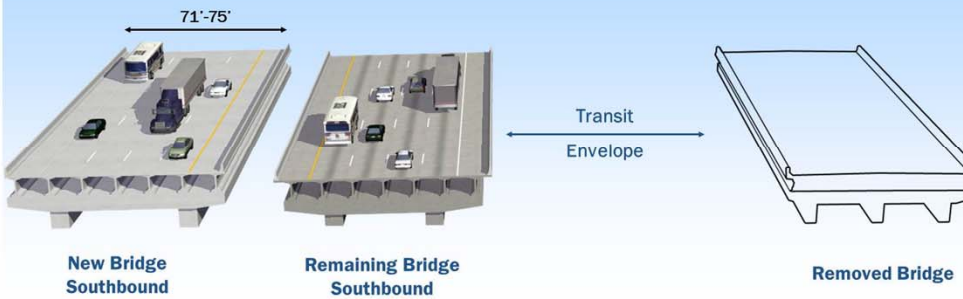 71'-75'
Transit
Envelope
New Bridge
Southbound
Remaining Bridge
Southbound
Removed Bridge